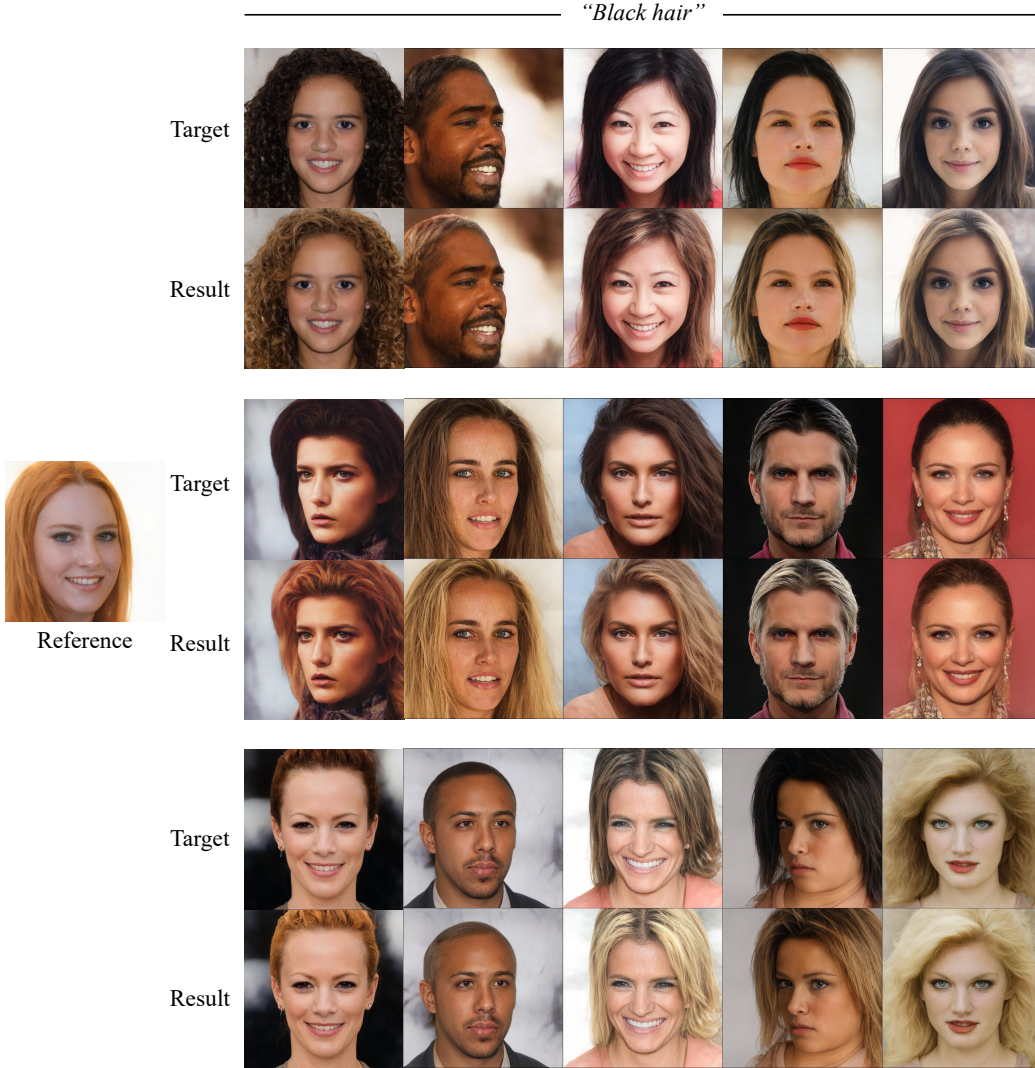 “Black hair”
Target
Result
Target
Reference
Result
Target
Result